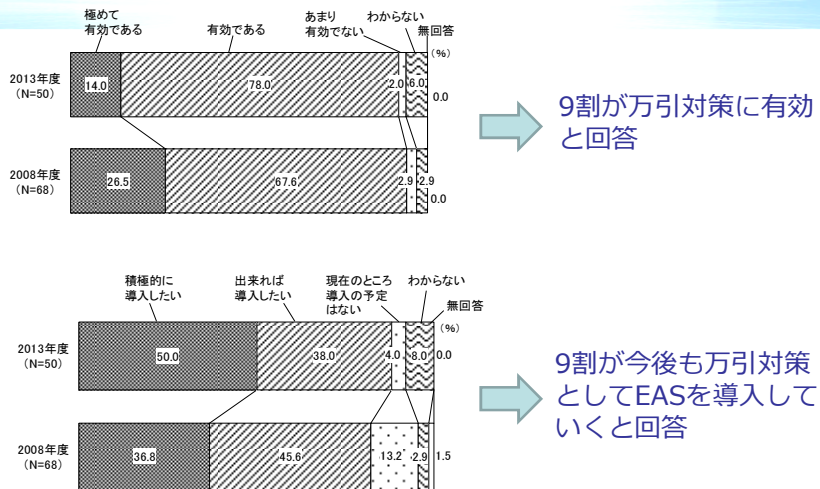 極めて
有効である
有効である
あまり
有効でない
わからない
無回答
(%)
2013年度
(N=50)
14.0
78.0
2.0
6.0
0.0
2008年度
(N=68)
26.5
67.6
2.9
2.9
0.0
9割が万引対策に有効
と回答
積極的に
導入したい
出来れば
導入したい
現在のところ
導入の予定
はない
わからない
無回答
(%)
2013年度
(N=50)
50.0
38.0
4.0
8.0
0.0
2008年度
(N=68)
36.8
45.6
13.2
2.9
1.5
9割が今後も万引対策
としてEASを導入して
いくと回答